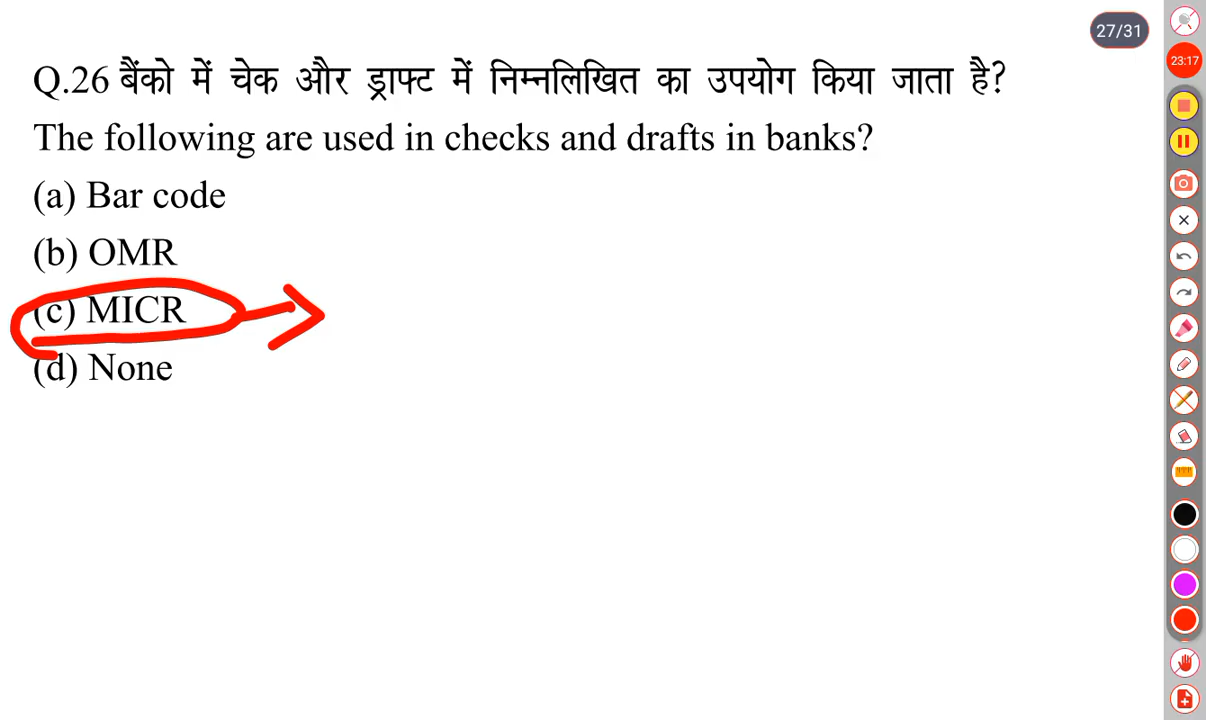 27/31
23:17
Q.26 बैंको में चेक और ड्राफ्ट में निम्नलिखित का उपयोग किया जाता है?
The following are used in checks and drafts in banks?
(a) Bar code
(b) OMR
(c) MICR
(d) None